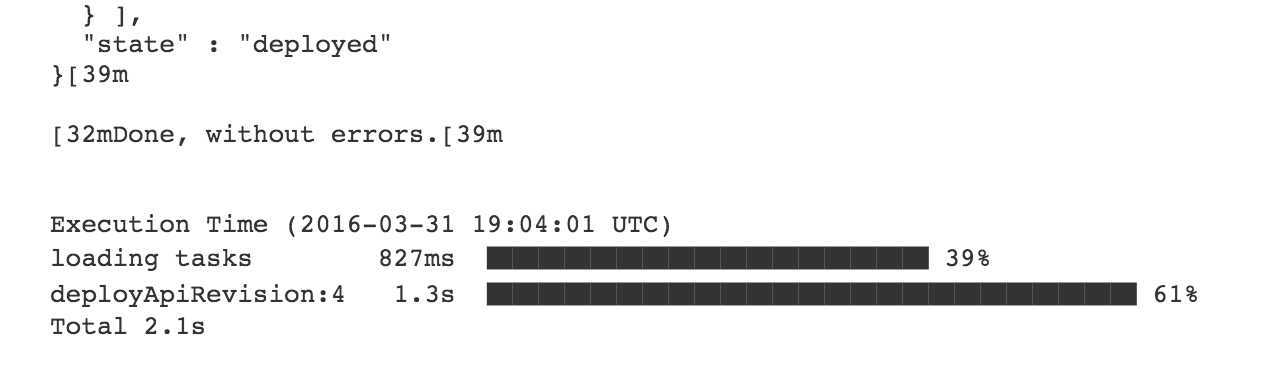 } ],
"state" : "deployed"
}[39m
[32mDone, without errors.[39m
Execution Time (2016-03-31 19:04:01 UTC)
loading tasks 827ms 39%
deployApiRevision:4 1.3s 61%
Total 2.1s